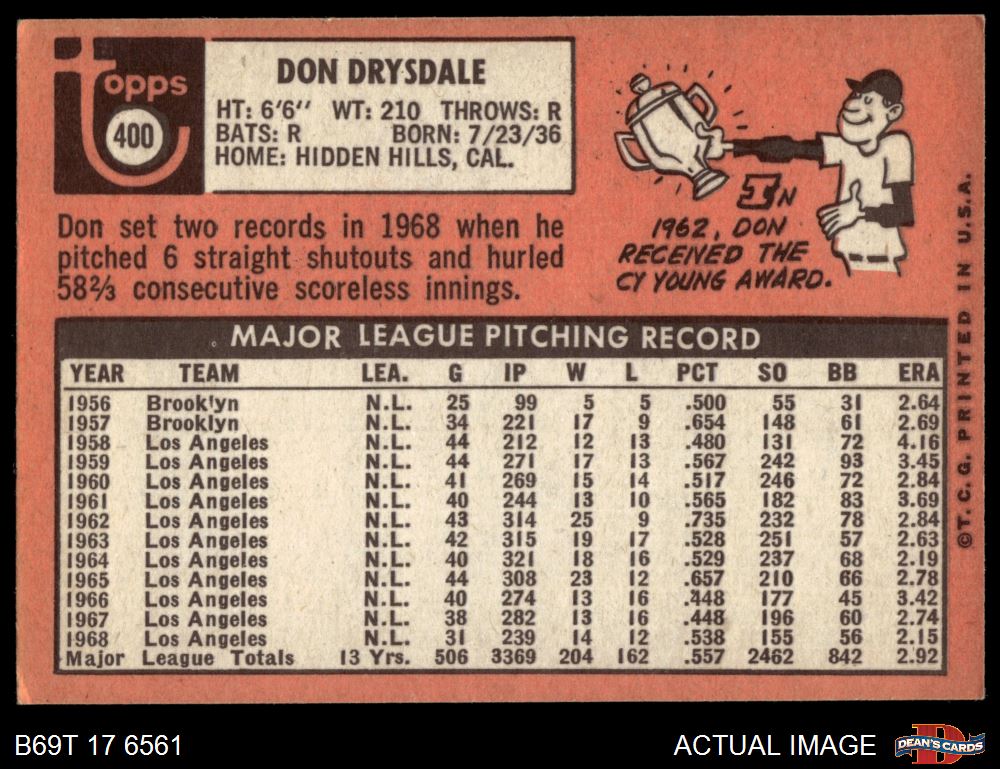 topps
400
DON DRYSDALE
HT: 6'6" WT: 210 THROWS: R
BATS: R BORN: 7/23/36
HOME: HIDDEN HILLS, CAL.
Don set two records in 1968 when he
pitched 6 straight shutouts and hurled
58⅔ consecutive scoreless innings.
IN
1962, DON
RECEIVED THE
CY YOUNG AWARD.
MAJOR LEAGUE PITCHING RECORD
YEAR TEAM LEA. G IP W L PCT SO BB ERA
1956 Brooklyn N.L. 25 99 5 5 .500 55 31 2.64
1957 Brooklyn N.L. 34 221 17 9 .654 148 61 2.69
1958 Los Angeles N.L. 44 212 12 13 .480 131 72 4.16
1959 Los Angeles N.L. 44 271 17 13 .567 242 93 3.45
1960 Los Angeles N.L. 41 269 15 14 .517 246 72 2.84
1961 Los Angeles N.L. 40 244 13 10 .565 182 83 3.69
1962 Los Angeles N.L. 43 314 25 9 .735 232 78 2.84
1963 Los Angeles N.L. 42 315 19 17 .528 251 57 2.63
1964 Los Angeles N.L. 40 321 18 16 .529 237 68 2.19
1965 Los Angeles N.L. 44 308 23 12 .657 210 66 2.78
1966 Los Angeles N.L. 40 274 13 16 .448 177 45 3.42
1967 Los Angeles N.L. 38 282 13 16 .448 196 60 2.74
1968 Los Angeles N.L. 31 239 14 12 .538 155 56 2.15
Major League Totals 13 Yrs. 506 3369 204 162 .557 2462 842 2.92
©T. C. G. PRINTED IN U.S.A.
B69T 17 6561
ACTUAL IMAGE
D
DEAN'S CARDS